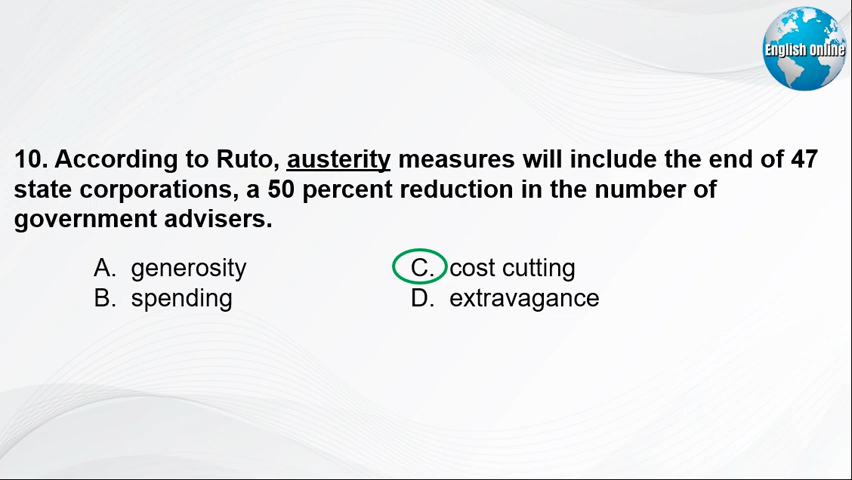 English Online
10. According to Ruto, austerity measures will include the end of 47
state corporations, a 50 percent reduction in the number of
government advisers.
A. generosity
B. spending
C. cost cutting
D. extravagance